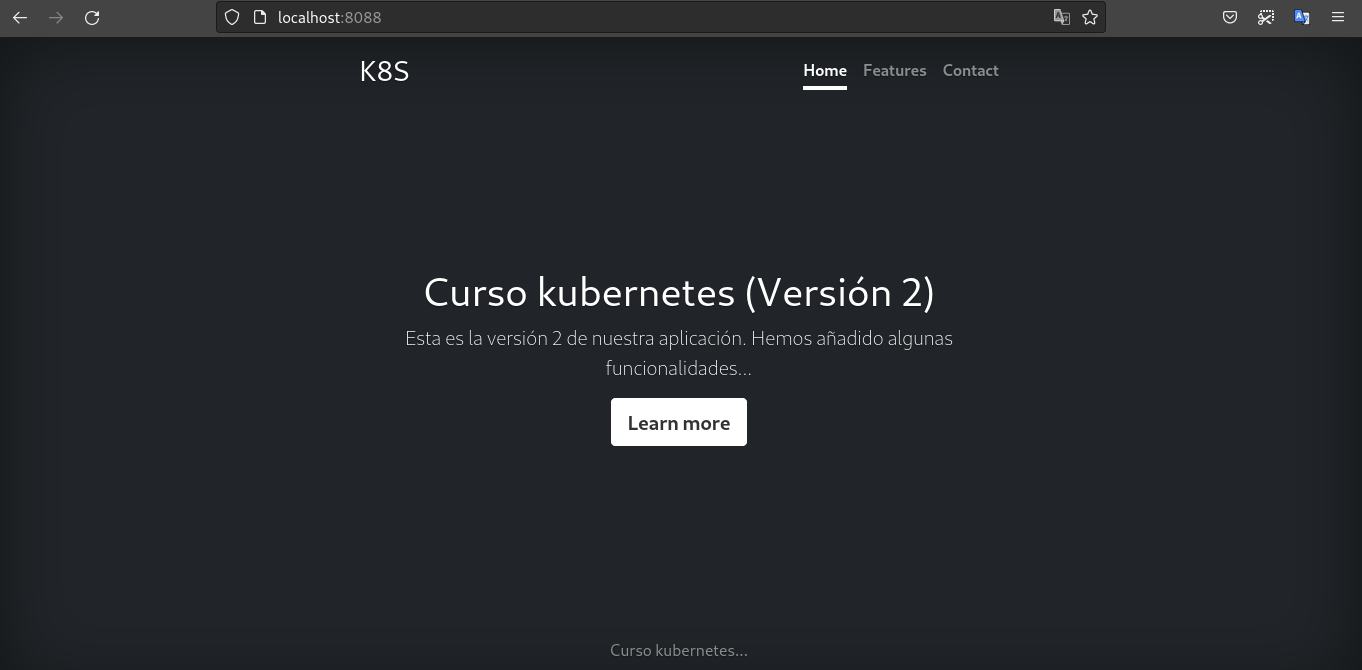 localhost:8088
K8S
Home Features Contact
Curso kubernetes (Versión 2)
Esta es la versión 2 de nuestra aplicación. Hemos añadido algunas
funcionalidades...
Learn more
Curso kubernetes...